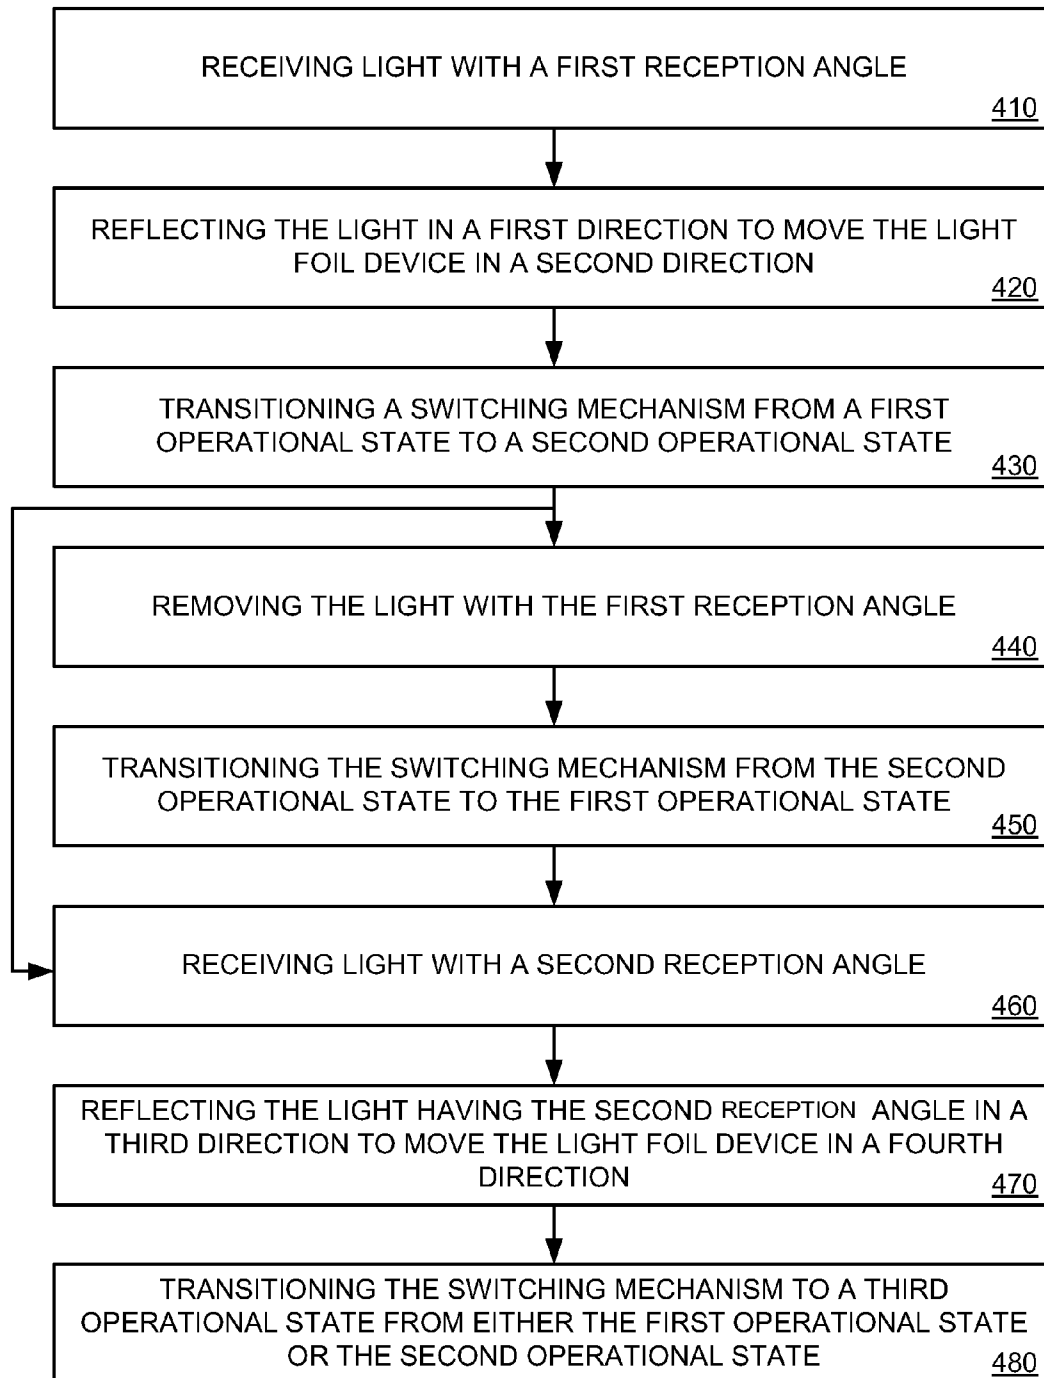 RECEIVING LIGHT WITH A FIRST RECEPTION ANGLE
410
REFLECTING THE LIGHT IN A FIRST DIRECTION TO MOVE THE LIGHT
FOIL DEVICE IN A SECOND DIRECTION
420
TRANSITIONING A SWITCHING MECHANISM FROM A FIRST
OPERATIONAL STATE TO A SECOND OPERATIONAL STATE
430
REMOVING THE LIGHT WITH THE FIRST RECEPTION ANGLE
440
TRANSITIONING THE SWITCHING MECHANISM FROM THE SECOND
OPERATIONAL STATE TO THE FIRST OPERATIONAL STATE
450
RECEIVING LIGHT WITH A SECOND RECEPTION ANGLE
460
REFLECTING THE LIGHT HAVING THE SECOND RECEPTION ANGLE IN A
THIRD DIRECTION TO MOVE THE LIGHT FOIL DEVICE IN A FOURTH
DIRECTION
470
TRANSITIONING THE SWITCHING MECHANISM TO A THIRD
OPERATIONAL STATE FROM EITHER THE FIRST OPERATIONAL STATE
OR THE SECOND OPERATIONAL STATE
480